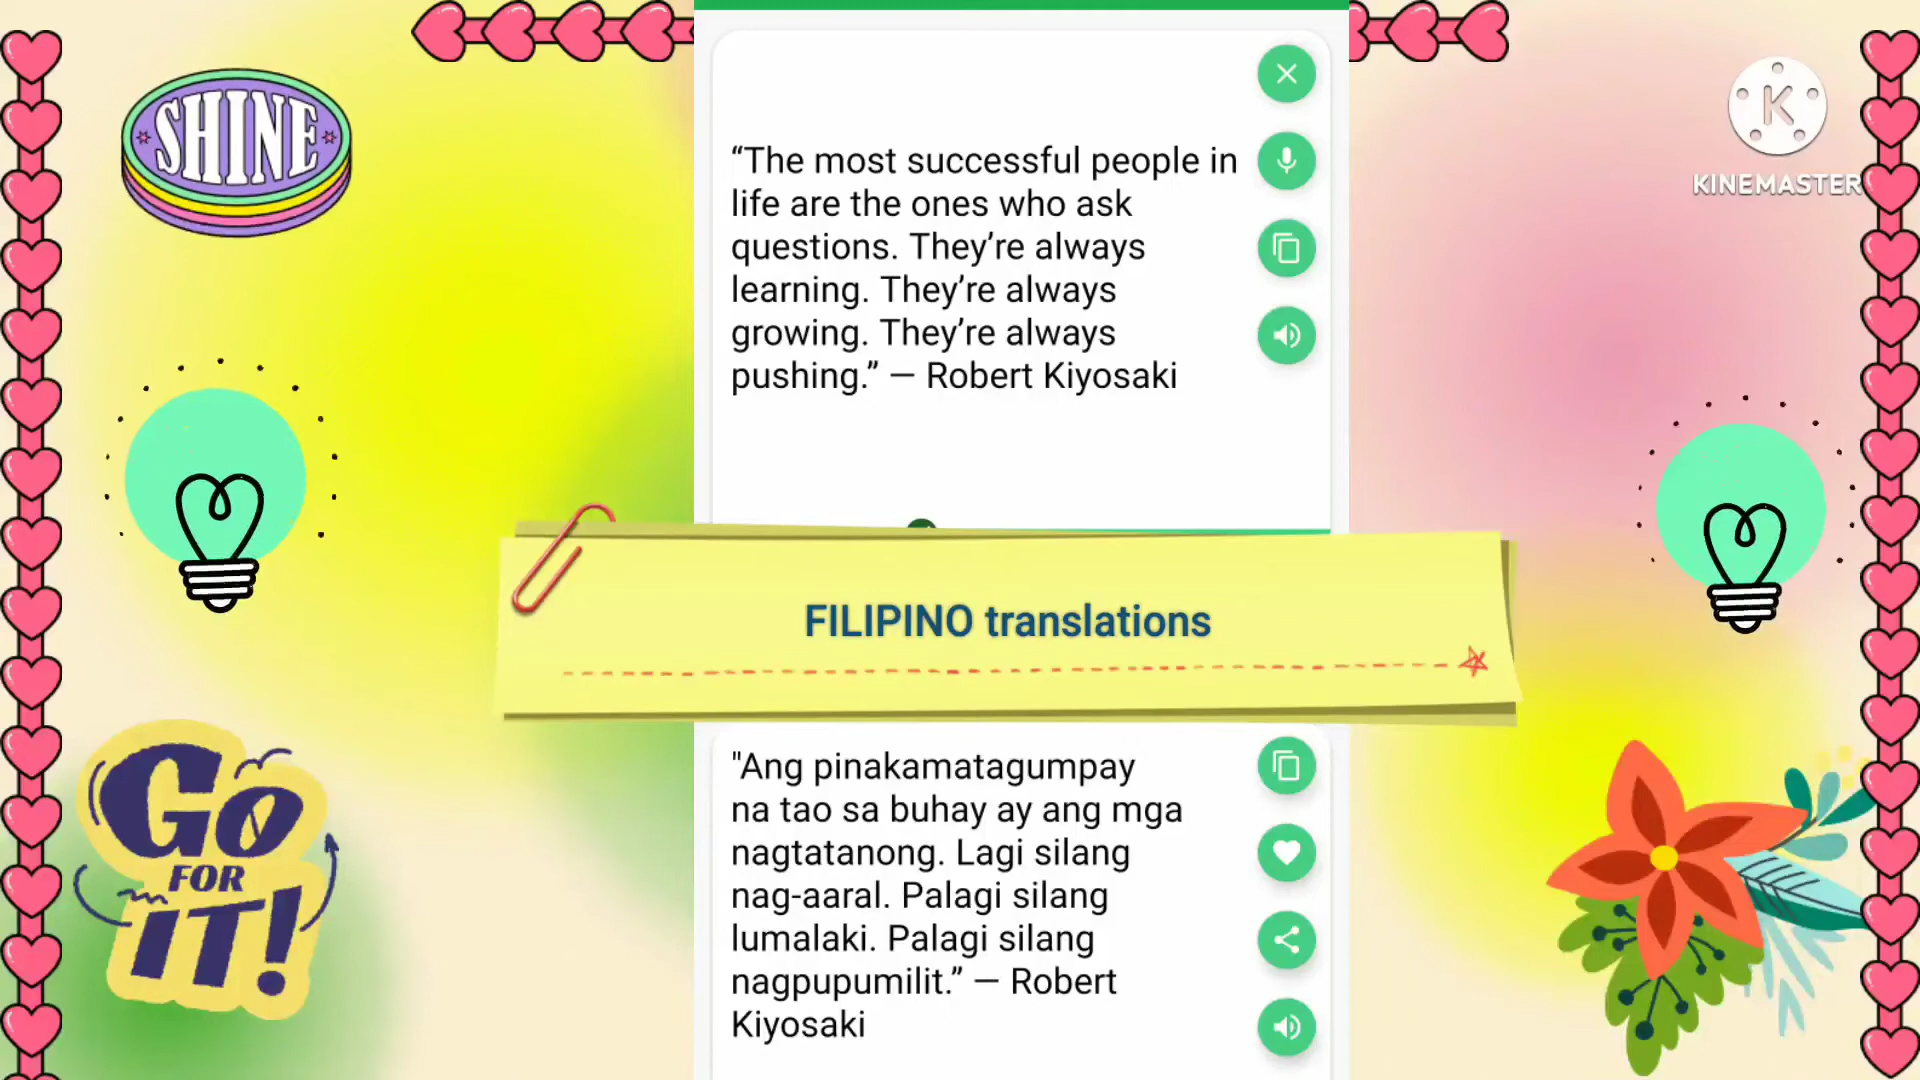 SHINE
KINEMASTER
“The most successful people in
life are the ones who ask
questions. They’re always
learning. They’re always
growing. They’re always
pushing.” — Robert Kiyosaki
FILIPINO translations
"Ang pinakamatagumpay
na tao sa buhay ay ang mga
nagtatanong. Lagi silang
nag-aaral. Palagi silang
lumalaki. Palagi silang
nagpupumilit.” — Robert
Kiyosaki
GO
FOR
IT!